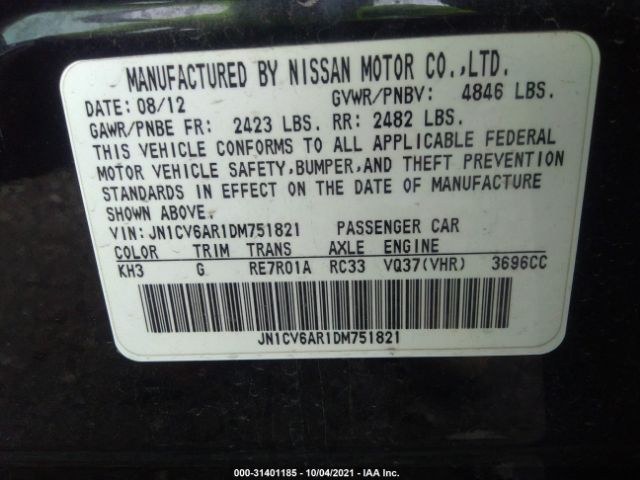 MANUFACTURED BY NISSAN MOTOR CO.,LTD.
DATE: 08/12 GVWR/PNBV: 4846 LBS.
GAWR/PNBE FR: 2423 LBS. RR: 2482 LBS.
THIS VEHICLE CONFORMS TO ALL APPLICABLE FEDERAL
MOTOR VEHICLE SAFETY,BUMPER,AND THEFT PREVENTION
STANDARDS IN EFFECT ON THE DATE OF MANUFACTURE
SHOWN ABOVE.
VIN: JN1CV6AR1DM751821 PASSENGER CAR
COLOR TRIM TRANS AXLE ENGINE
KH3 G RE7R01A RC33 VQ37(VHR) 3696CC
JN1CV6AR1DM751821
000-31401185 - 10/04/2021 - IAA Inc.